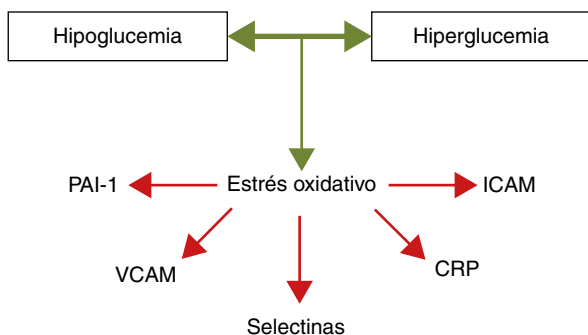 Hipoglucemia
Hiperglucemia
PAI-1
Estrés oxidativo
ICAM
VCAM
CRP
Selectinas